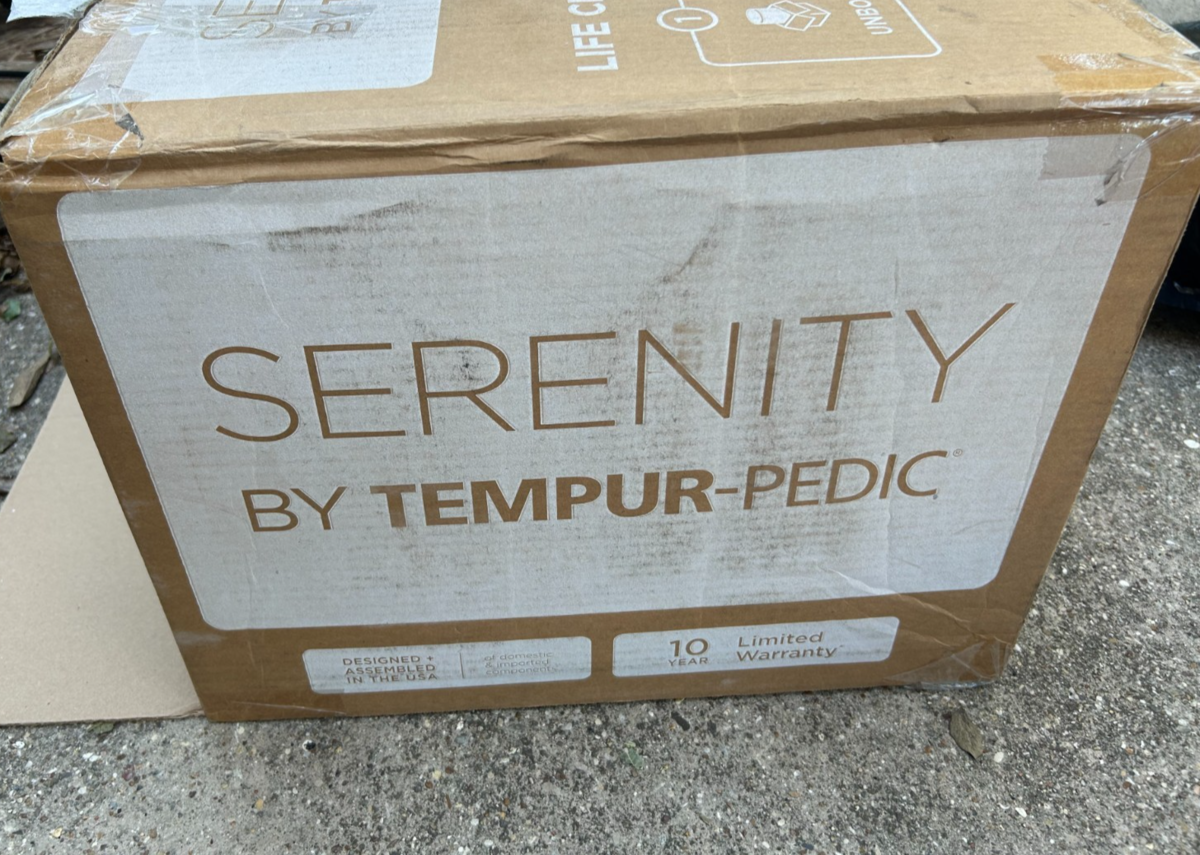 LIFE
1
UNBO
SERENITY
BY TEMPUR-PEDIC®
DESIGNED +
ASSEMBLED
IN THE USA
of domestic
& imported
components
10
YEAR
Limited
Warranty